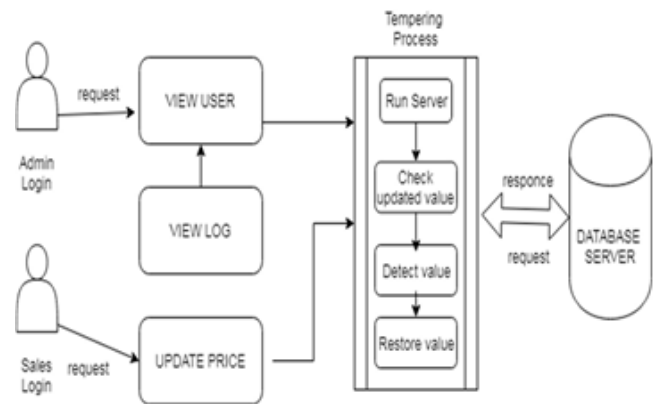 Tempering
Process
request
VIEW USER
Run Server
Admin
Login
Check
updated value
responce
VIEW LOG
request
DATABASE
SERVER
Detect value
Sales
Login
request
UPDATE PRICE
Restore value